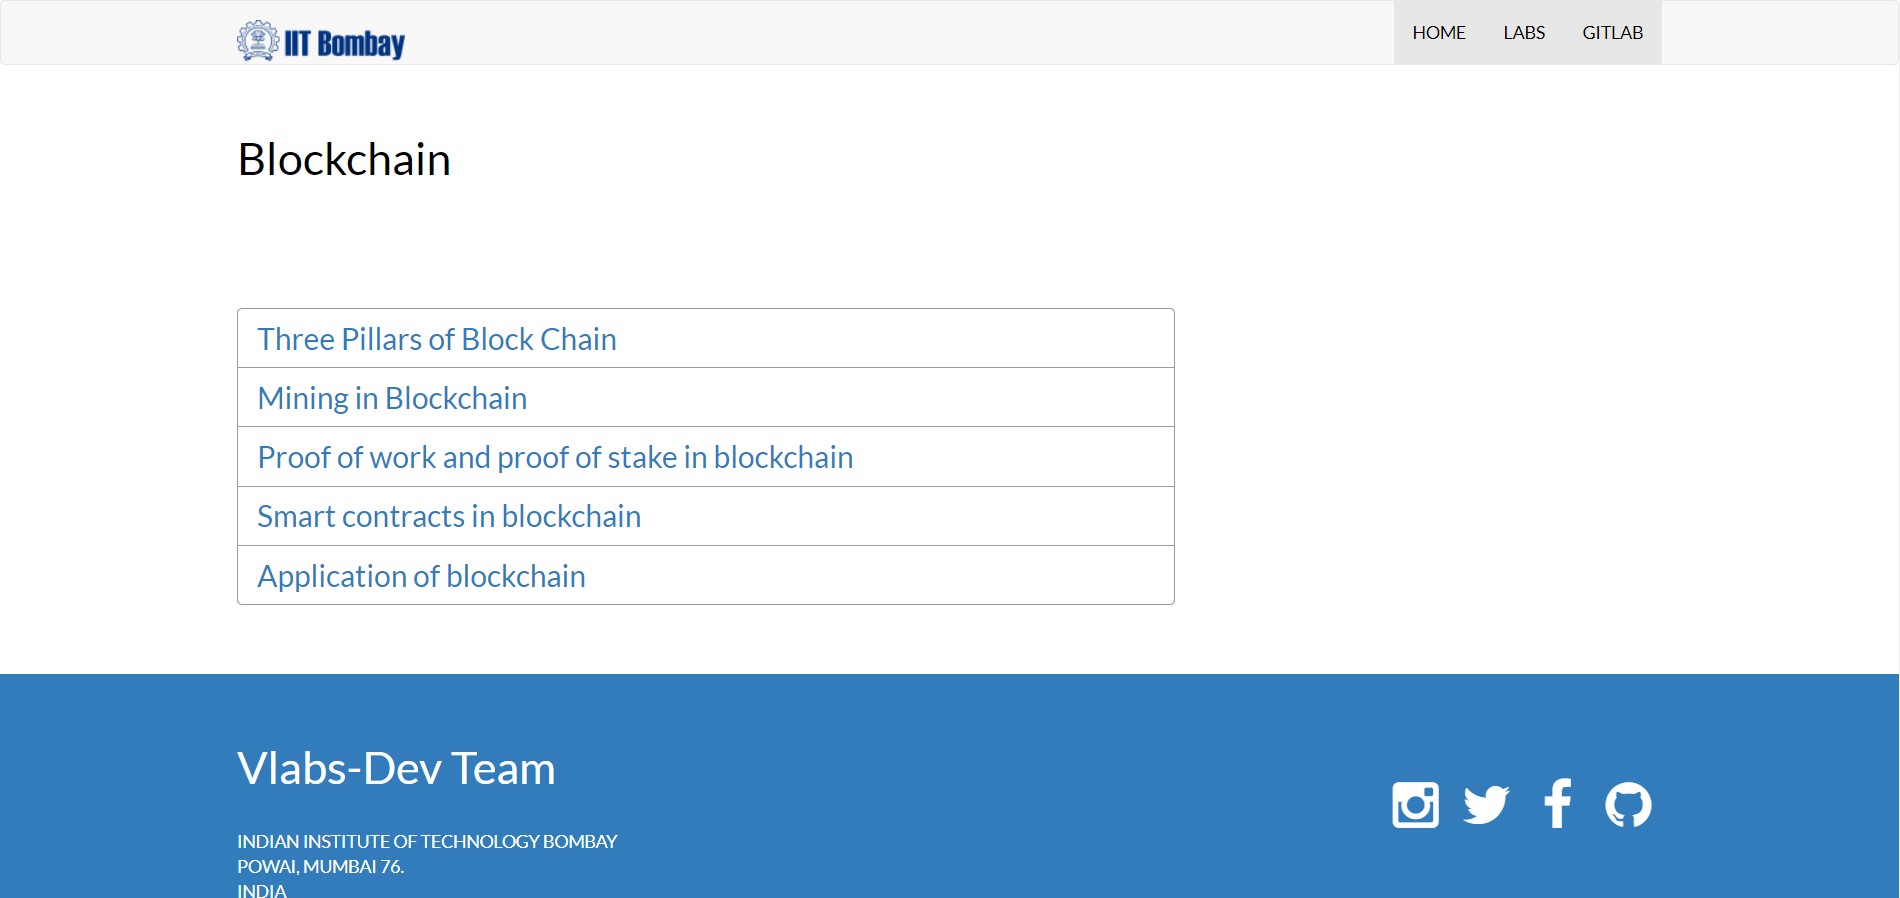 IIT Bombay
HOME LABS GITLAB
Blockchain
Three Pillars of Block Chain
Mining in Blockchain
Proof of work and proof of stake in blockchain
Smart contracts in blockchain
Application of blockchain
Vlabs-Dev Team
INDIAN INSTITUTE OF TECHNOLOGY BOMBAY
POWAI, MUMBAI 76.
INDIA